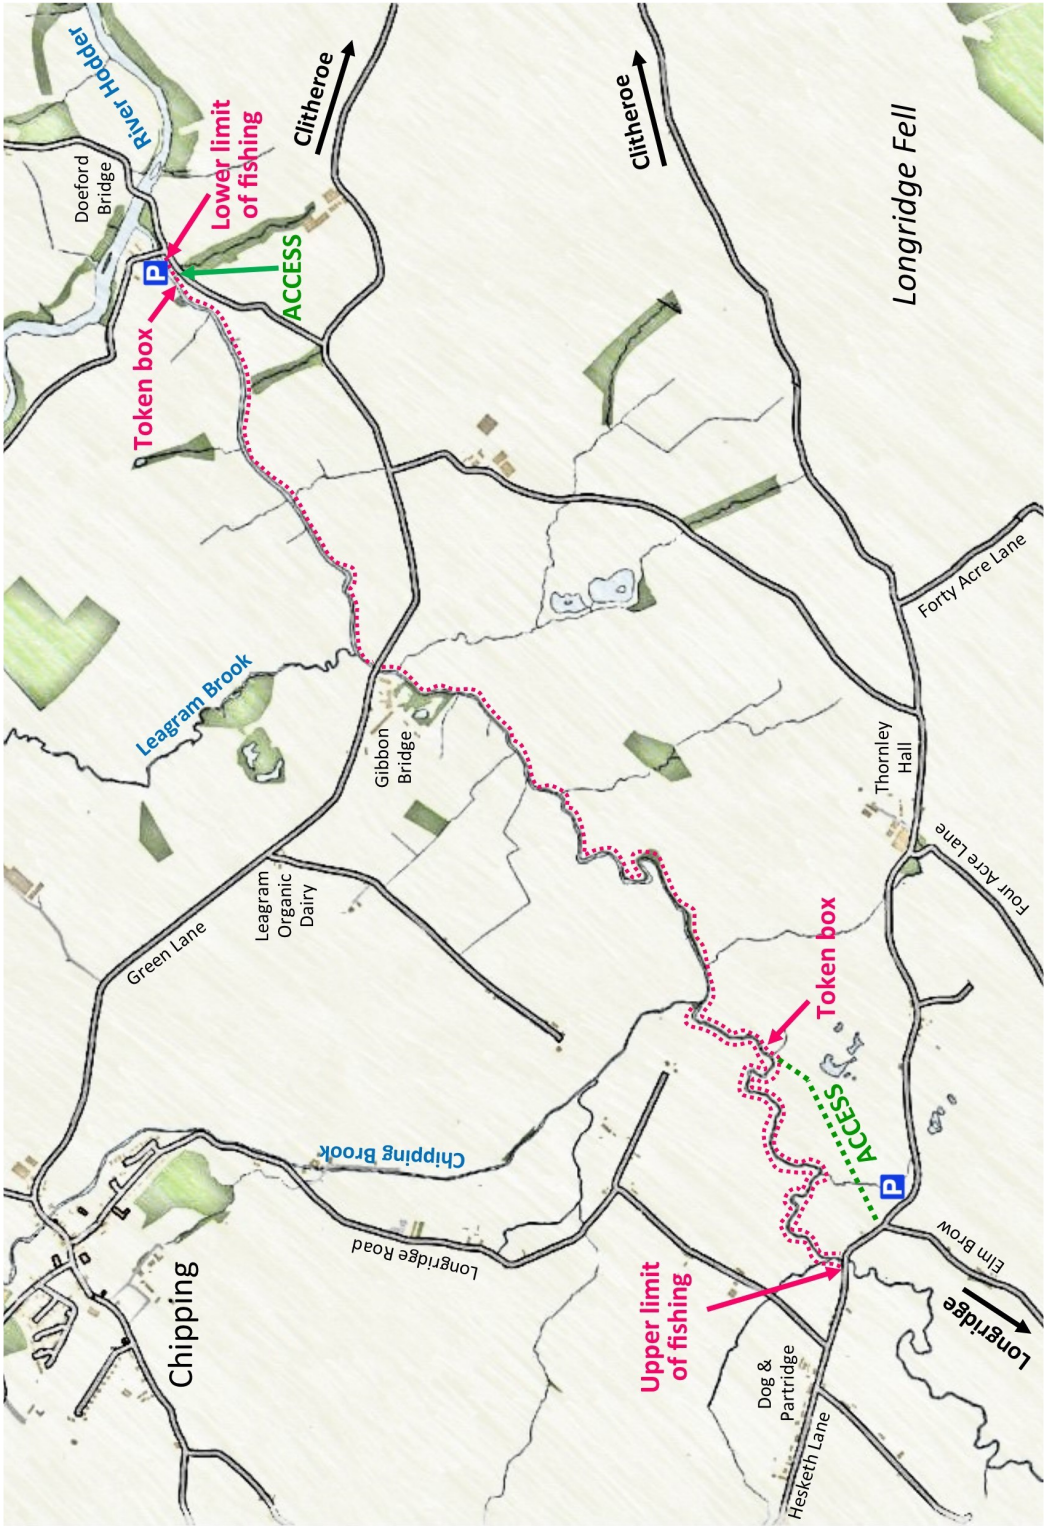 Chipping
Green Lane
Leagram Brook
River Hodder
Doeford
Bridge
P
Token box
Lower limit
of fishing
ACCESS
Clitheroe
Clitheroe
Longridge Fell
Leagram
Organic
Dairy
Gibbon
Bridge
Chipping Brook
Longridge Road
Upper limit
of fishing
Dog &
Partridge
Hesketh Lane
Token box
ACCESS
P
Elm Brow
Longridge
Thornley
Hall
Four Acre Lane
Forty Acre Lane